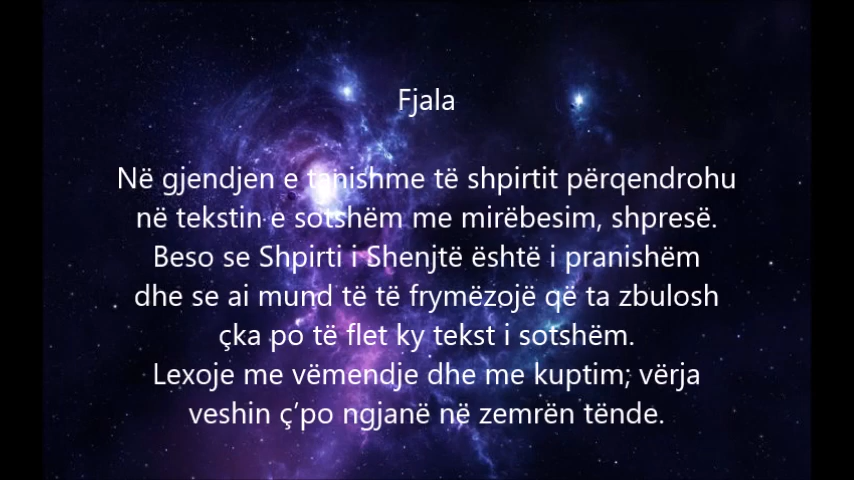 Fjala
Në gjendjen e tanishme të shpirtit përqendrohu
në tekstin e sotshëm me mirëbesim, shpresë.
Beso se Shpirti i Shenjtë është i pranishëm
dhe se ai mund të të frymëzojë që ta zbulosh
çka po të flet ky tekst i sotshëm.
Lexoje me vëmendje dhe me kuptim; vërja
veshin ç’po ngjanë në zemrën tënde.